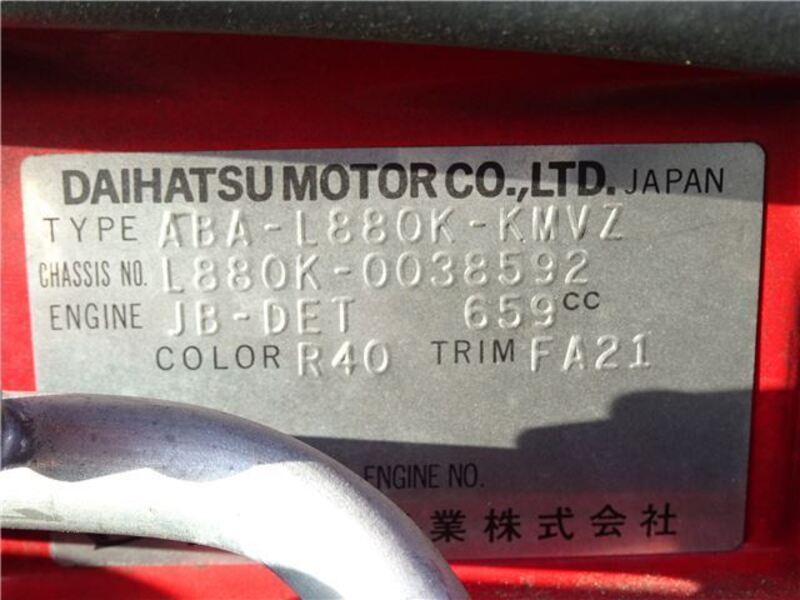 DAIHATSU MOTOR CO.,LTD. JAPAN
TYPE ABA-L880K-KMVZ
CHASSIS NO. L880K-0038592
ENGINE JB-DET 659CC
COLOR R40 TRIM FA21
ENGINE NO.
業株式会社